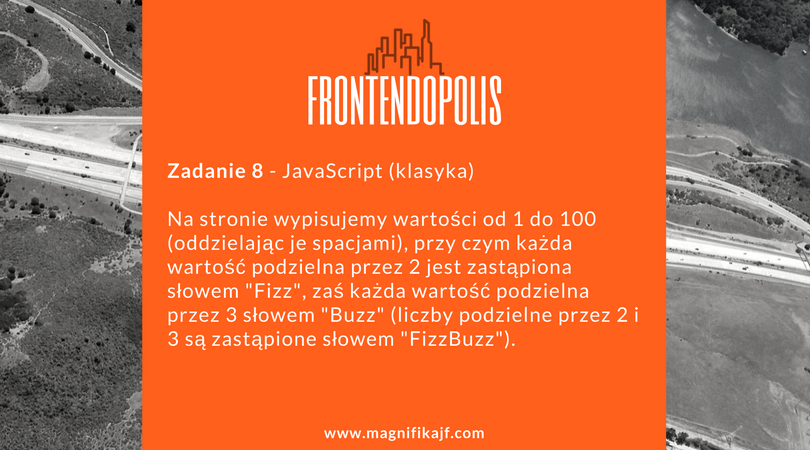 FRONTENDOPOLIS
Zadanie 8 - JavaScript (klasyka)
Na stronie wypisujemy wartości od 1 do 100
(oddzielając je spacjami), przy czym każda
wartość podzielna przez 2 jest zastąpiona
słowem "Fizz", zaś każda wartość podzielna
przez 3 słowem "Buzz" (liczby podzielne przez 2 i
3 są zastąpione słowem "FizzBuzz").
www.magnifikajf.com